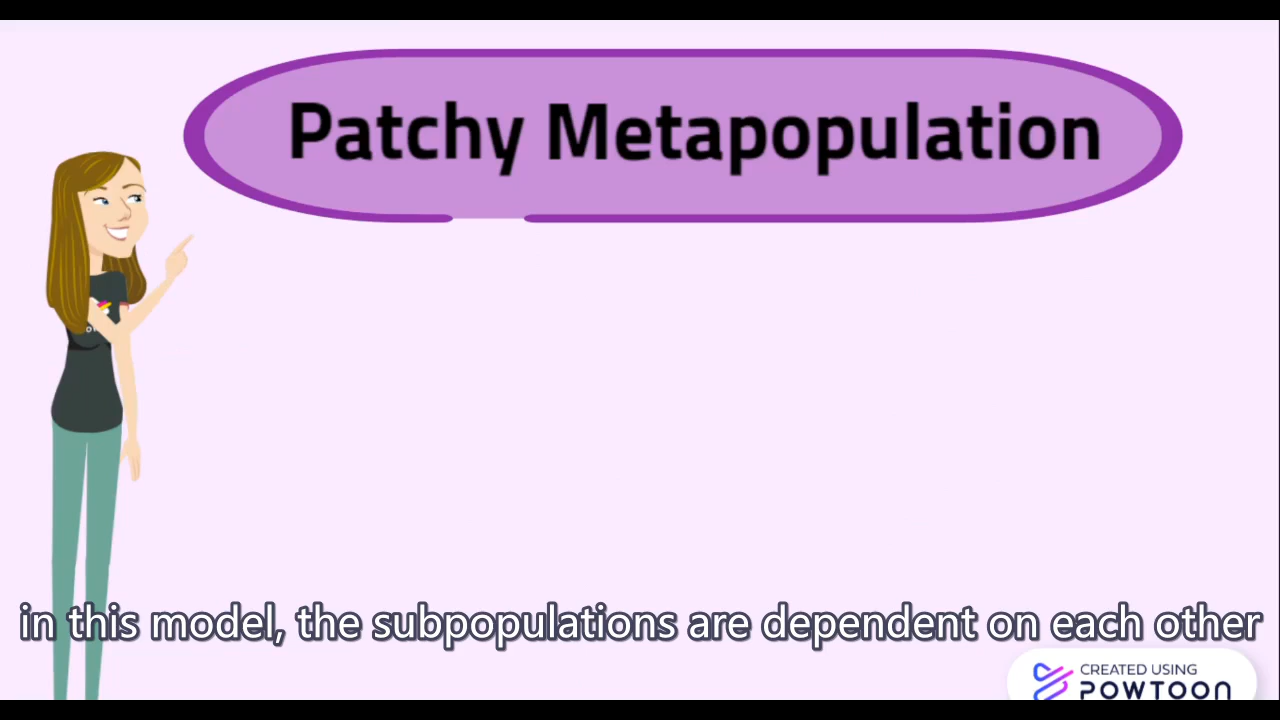 Patchy Metapopulation
in this model, the subpopulations are dependent on each other
CREATED USING
POWTOON